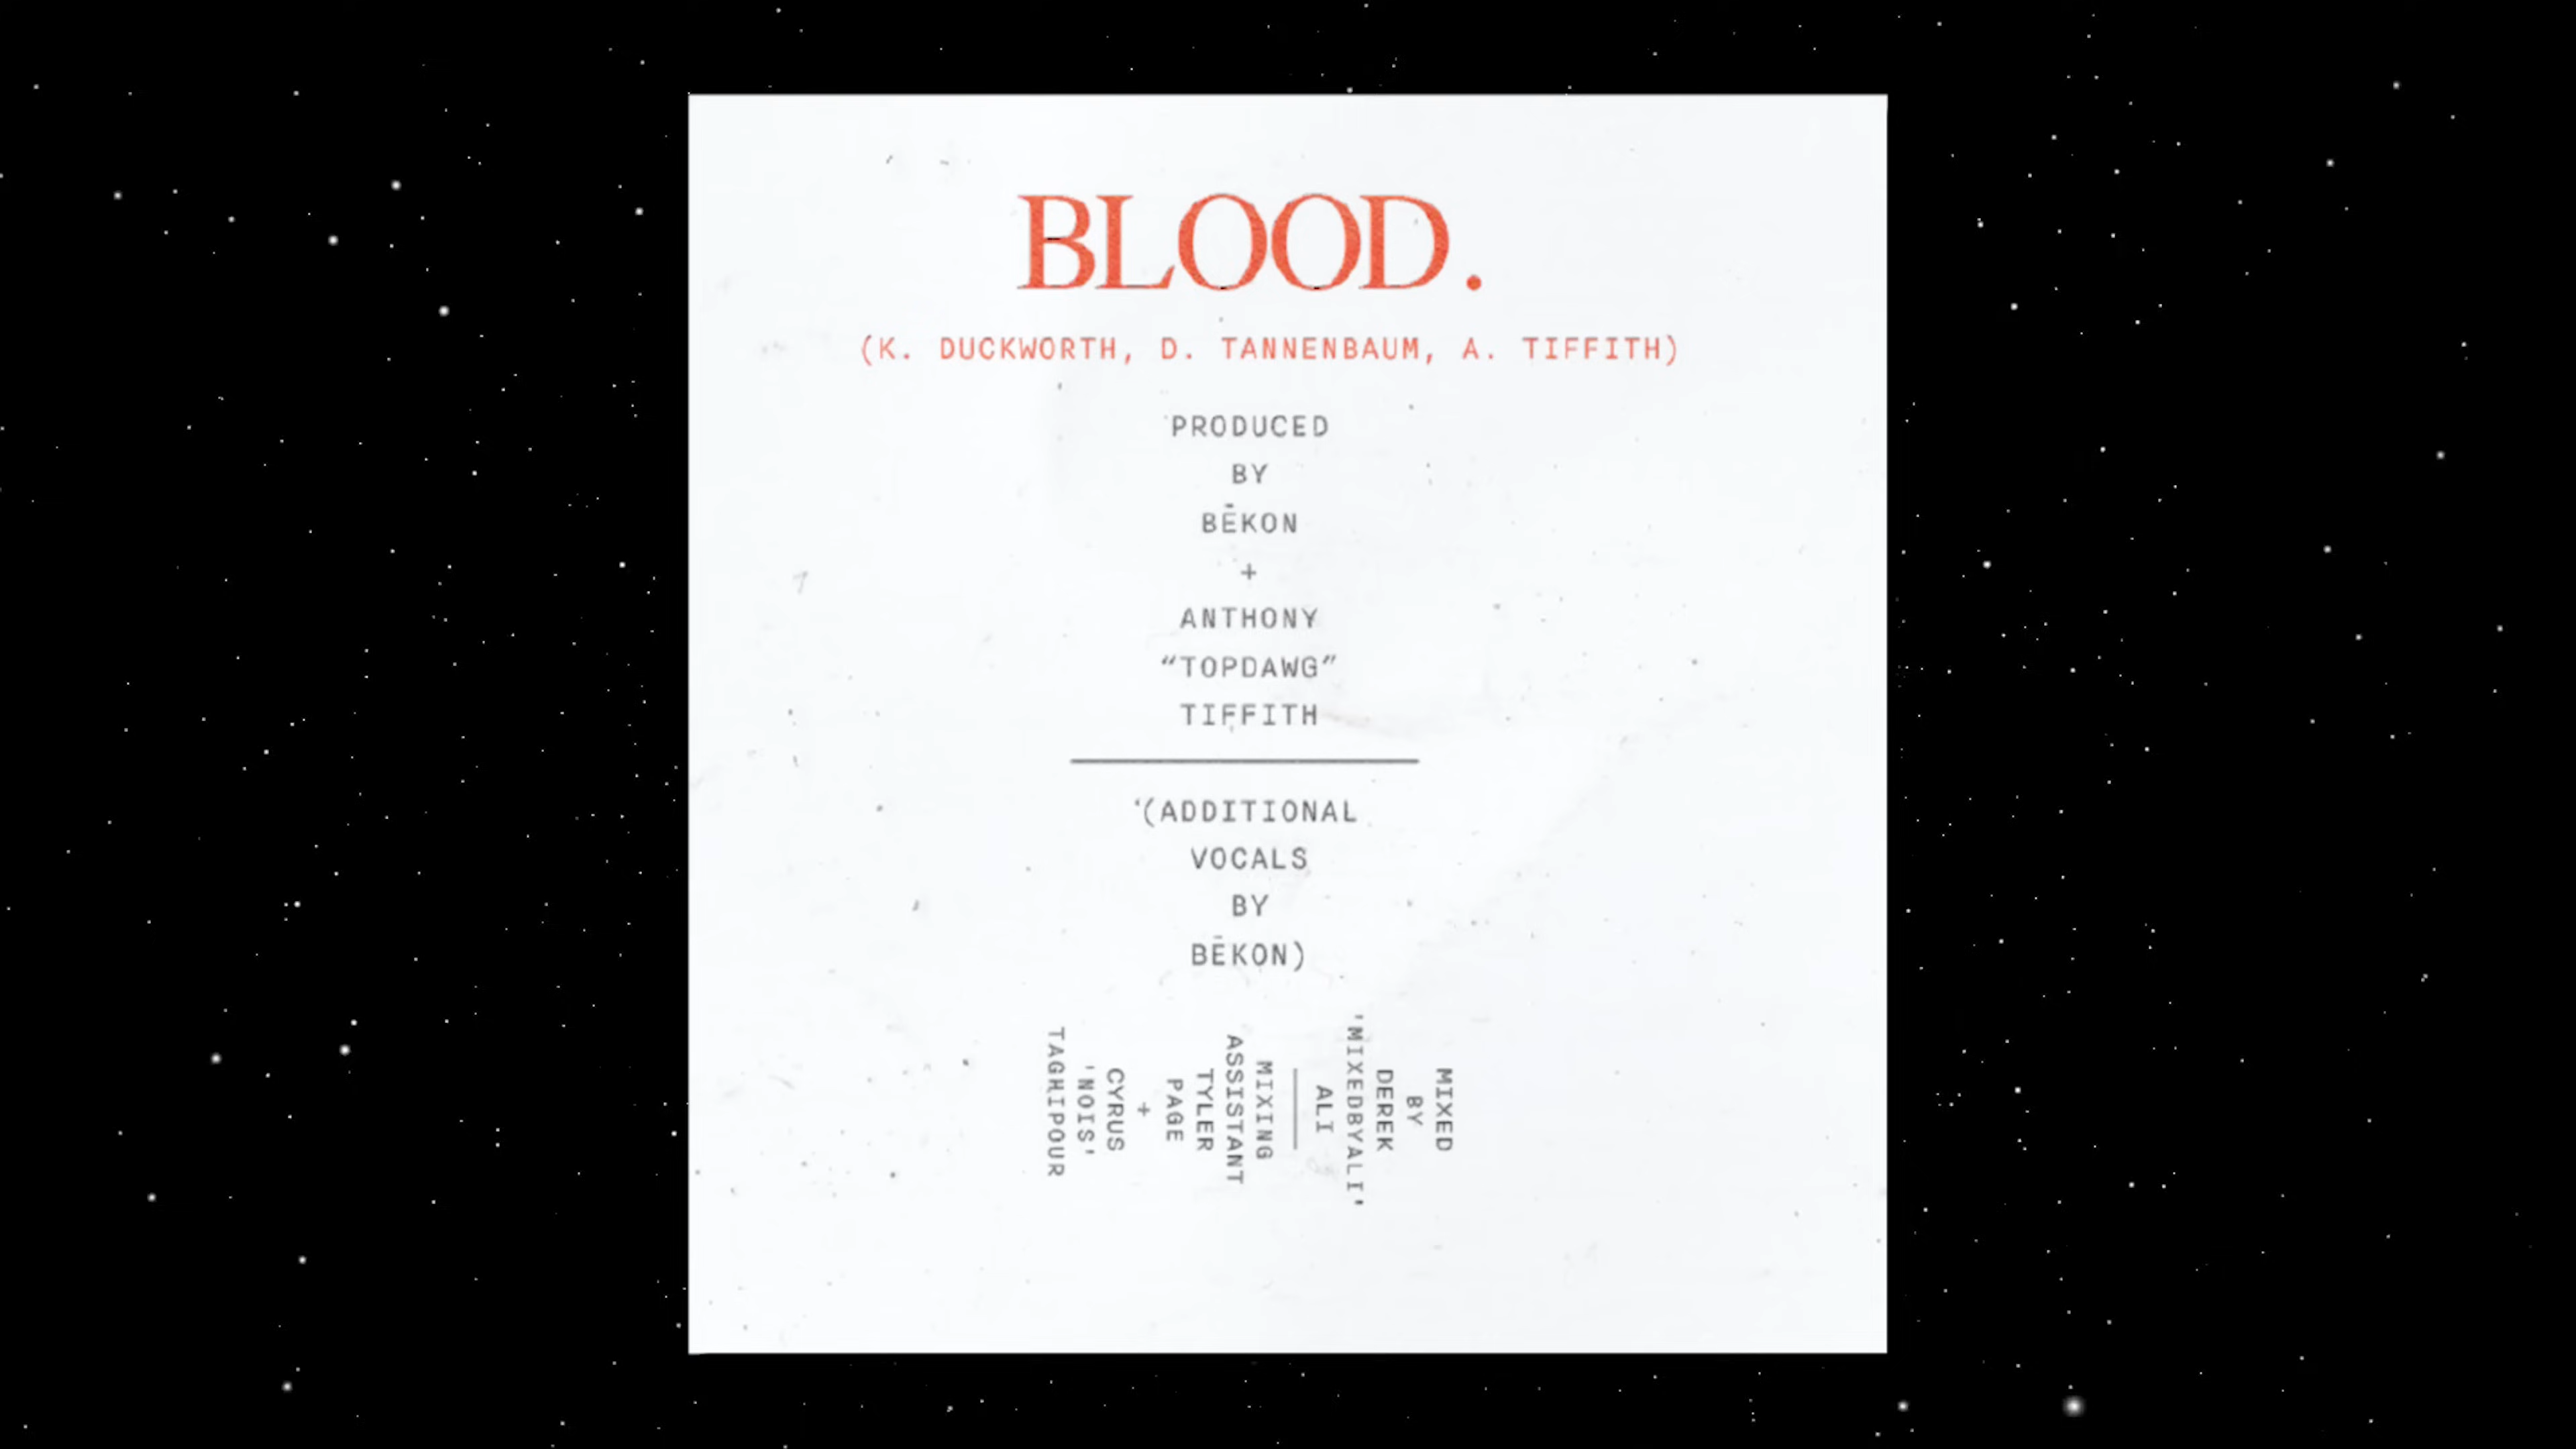 BLOOD.
(K. DUCKWORTH, D. TANNENBAUM, A. TIFFITH)
PRODUCED
BY
BĒKON
+
ANTHONY
“TOPDAWG”
TIFFITH
(ADDITIONAL
VOCALS
BY
BĒKON)
MIXED
BY
DEREK
'MIXEDBYALI'
ALI
MIXING
ASSISTANT
TYLER
PAGE
+
CYRUS
'NOIS'
TAGHIPOUR